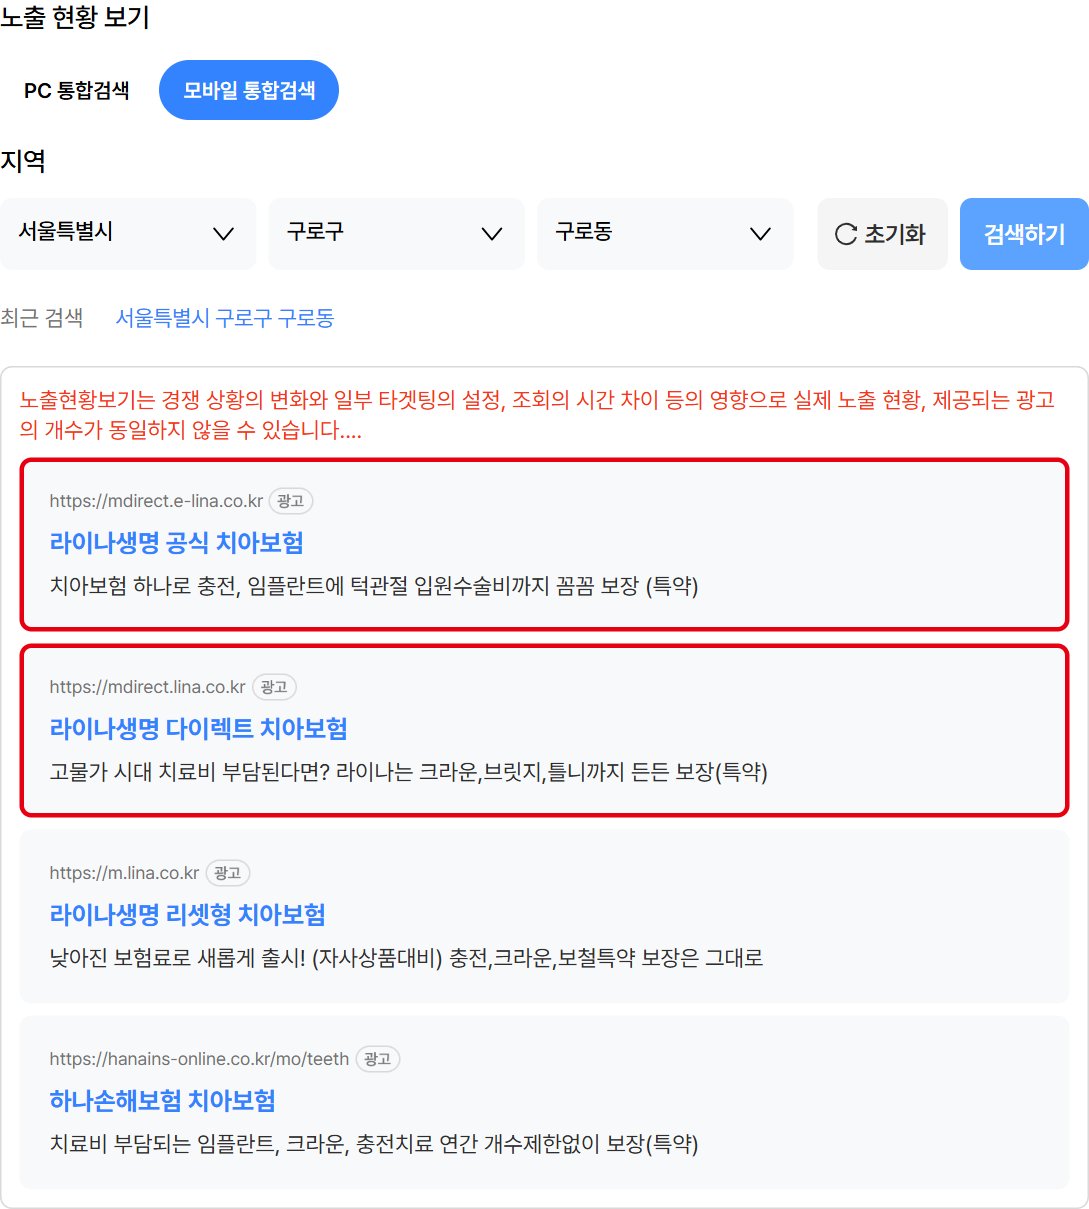 노출 현황 보기
PC 통합검색 모바일 통합검색
지역
서울특별시 구로구 구로동 초기화 검색하기
최근 검색 서울특별시 구로구 구로동
노출현황보기는 경쟁 상황의 변화와 일부 타겟팅의 설정, 조회의 시간 차이 등의 영향으로 실제 노출 현황, 제공되는 광고
의 개수가 동일하지 않을 수 있습니다....
https://mdirect.e-lina.co.kr 광고
라이나생명 공식 치아보험
치아보험 하나로 충전, 임플란트에 턱관절 입원수술비까지 꼼꼼 보장 (특약)
https://mdirect.lina.co.kr 광고
라이나생명 다이렉트 치아보험
고물가 시대 치료비 부담된다면? 라이나는 크라운,브릿지,틀니까지 든든 보장(특약)
https://m.lina.co.kr 광고
라이나생명 리셋형 치아보험
낮아진 보험료로 새롭게 출시! (자사상품대비) 충전,크라운,보철특약 보장은 그대로
https://hanains-online.co.kr/mo/teeth 광고
하나손해보험 치아보험
치료비 부담되는 임플란트, 크라운, 충전치료 연간 개수제한없이 보장(특약)